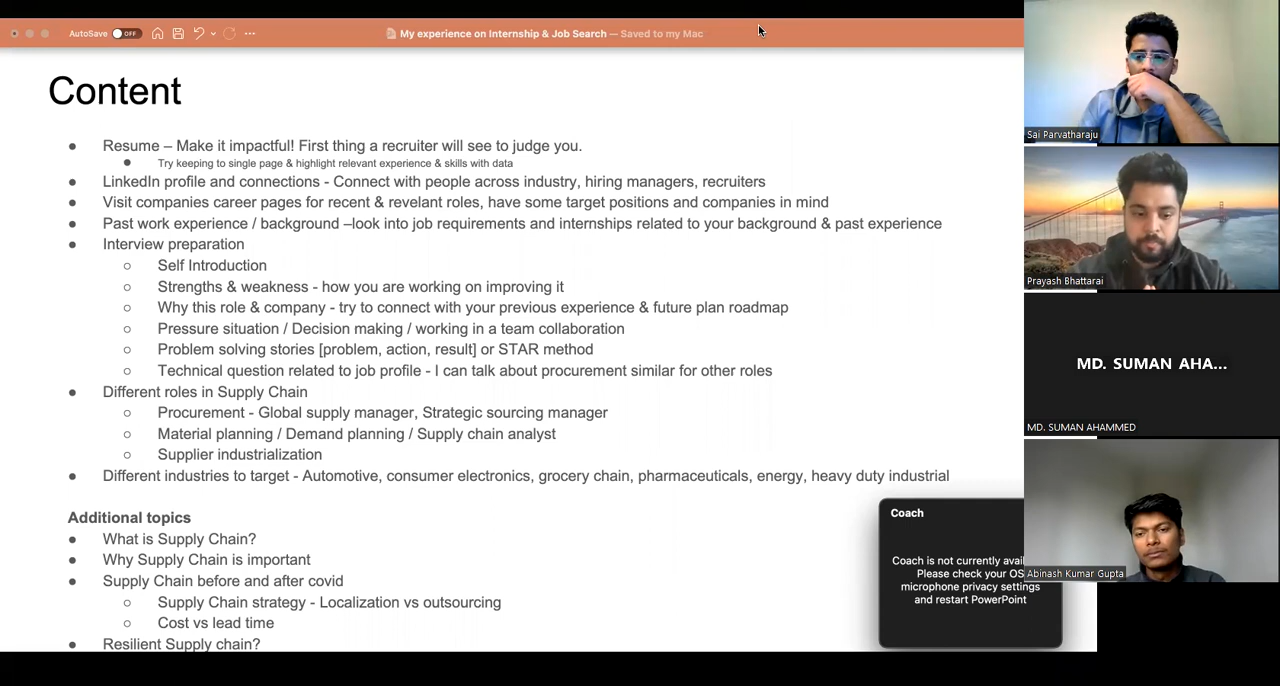 AutoSave OFF
My experience on Internship & Job Search — Saved to my Mac
Content
Resume – Make it impactful! First thing a recruiter will see to judge you.
Try keeping to single page & highlight relevant experience & skills with data
LinkedIn profile and connections - Connect with people across industry, hiring managers, recruiters
Visit companies career pages for recent & revelant roles, have some target positions and companies in mind
Past work experience / background –look into job requirements and internships related to your background & past experience
Interview preparation
Self Introduction
Strengths & weakness - how you are working on improving it
Why this role & company - try to connect with your previous experience & future plan roadmap
Pressure situation / Decision making / working in a team collaboration
Problem solving stories [problem, action, result] or STAR method
Technical question related to job profile - I can talk about procurement similar for other roles
Different roles in Supply Chain
Procurement - Global supply manager, Strategic sourcing manager
Material planning / Demand planning / Supply chain analyst
Supplier industrialization
Different industries to target - Automotive, consumer electronics, grocery chain, pharmaceuticals, energy, heavy duty industrial
Additional topics
What is Supply Chain?
Why Supply Chain is important
Supply Chain before and after covid
Supply Chain strategy - Localization vs outsourcing
Cost vs lead time
Resilient Supply chain?
Coach
Coach is not currently avai
Please check your OS
microphone privacy settings
and restart PowerPoint
Sai Parvatharaju
Prayash Bhattarai
MD. SUMAN AHA...
MD. SUMAN AHAMMED
Abinash Kumar Gupta